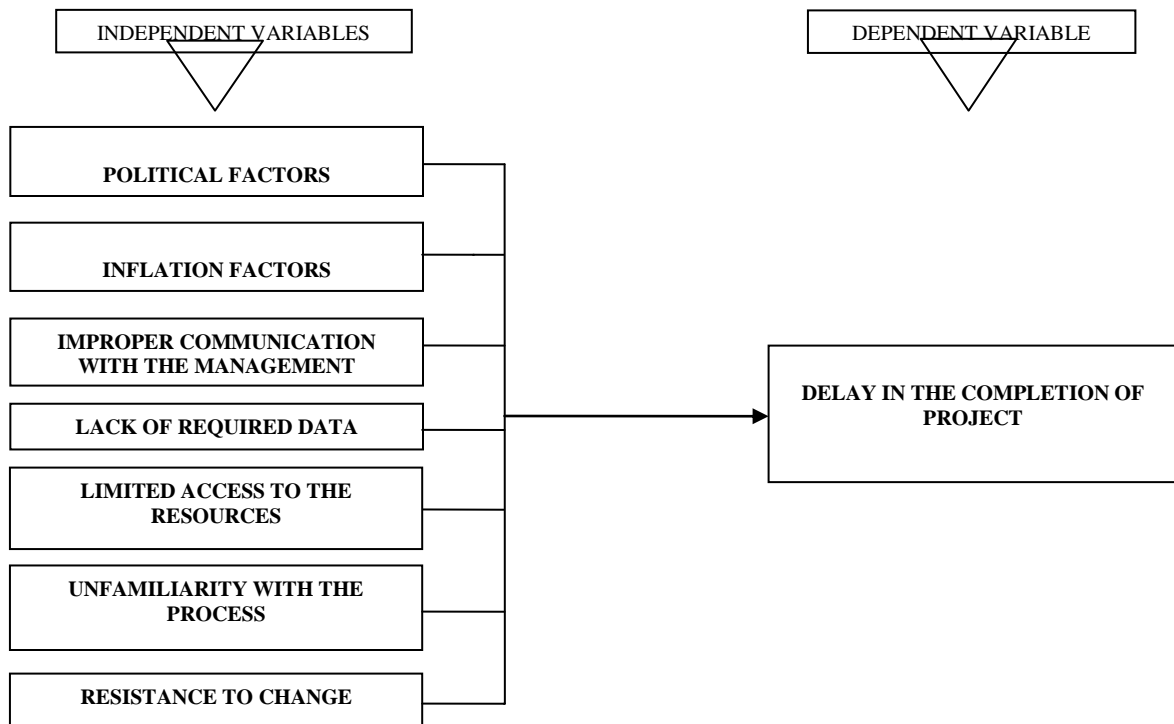 INDEPENDENT VARIABLES
DEPENDENT VARIABLE
POLITICAL FACTORS
INFLATION FACTORS
IMPROPER COMMUNICATION
WITH THE MANAGEMENT
LACK OF REQUIRED DATA
LIMITED ACCESS TO THE
RESOURCES
UNFAMILIARITY WITH THE
PROCESS
RESISTANCE TO CHANGE
DELAY IN THE COMPLETION OF
PROJECT